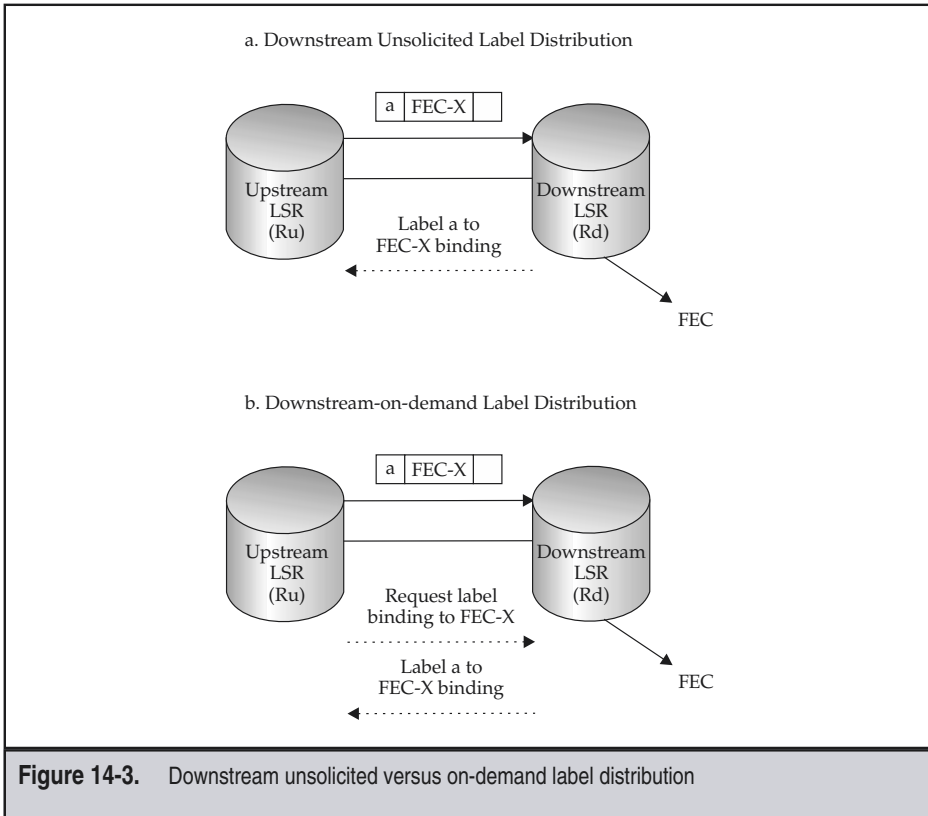 a. Downstream Unsolicited Label Distribution
a FEC-X
Upstream
LSR
(Ru)
Downstream
LSR
(Rd)
Label a to
FEC-X binding
FEC
b. Downstream-on-demand Label Distribution
a FEC-X
Upstream
LSR
(Ru)
Downstream
LSR
(Rd)
Request label
binding to FEC-X
Label a to
FEC-X binding
FEC
Figure 14-3. Downstream unsolicited versus on-demand label distribution